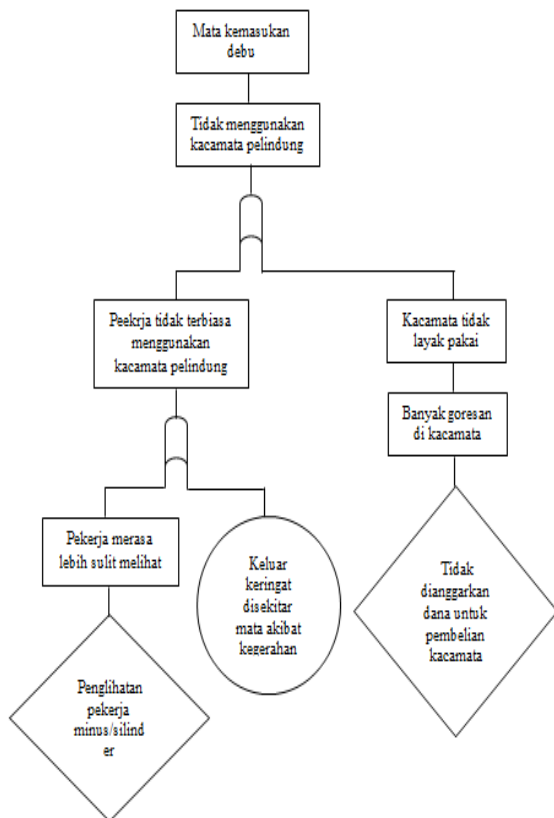 Mata kemasukan
debu
Tidak menggunakan
kacamata pelindung
Peekrja tidak terbiasa
menggunakan
kacamata pelindung
Kacamata tidak
layak pakai
Banyak goresan
di kacamata
Pekerja merasa
lebih sulit melihat
Keluar
keringat
disekitar
mata akibat
kegerahan
Tidak
dianggarkan
dana untuk
pembelian
kacamata
Penglihatan
pekerja
minus/silind
er